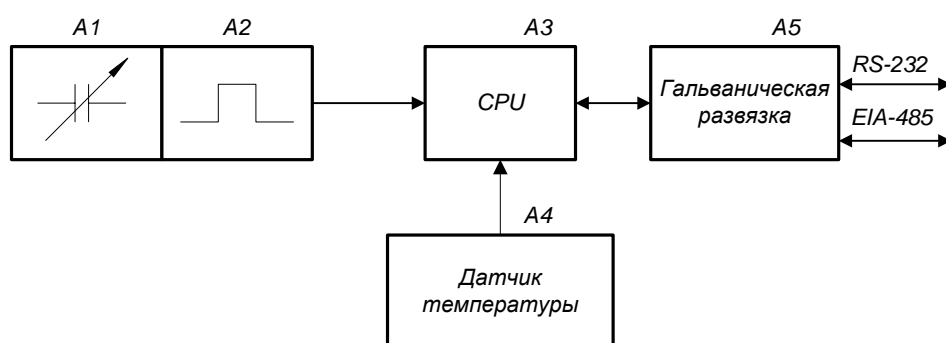 A1
A2
A3
A5
CPU
Гальваническая
развязка
RS-232
EIA-485
A4
Датчик
температуры